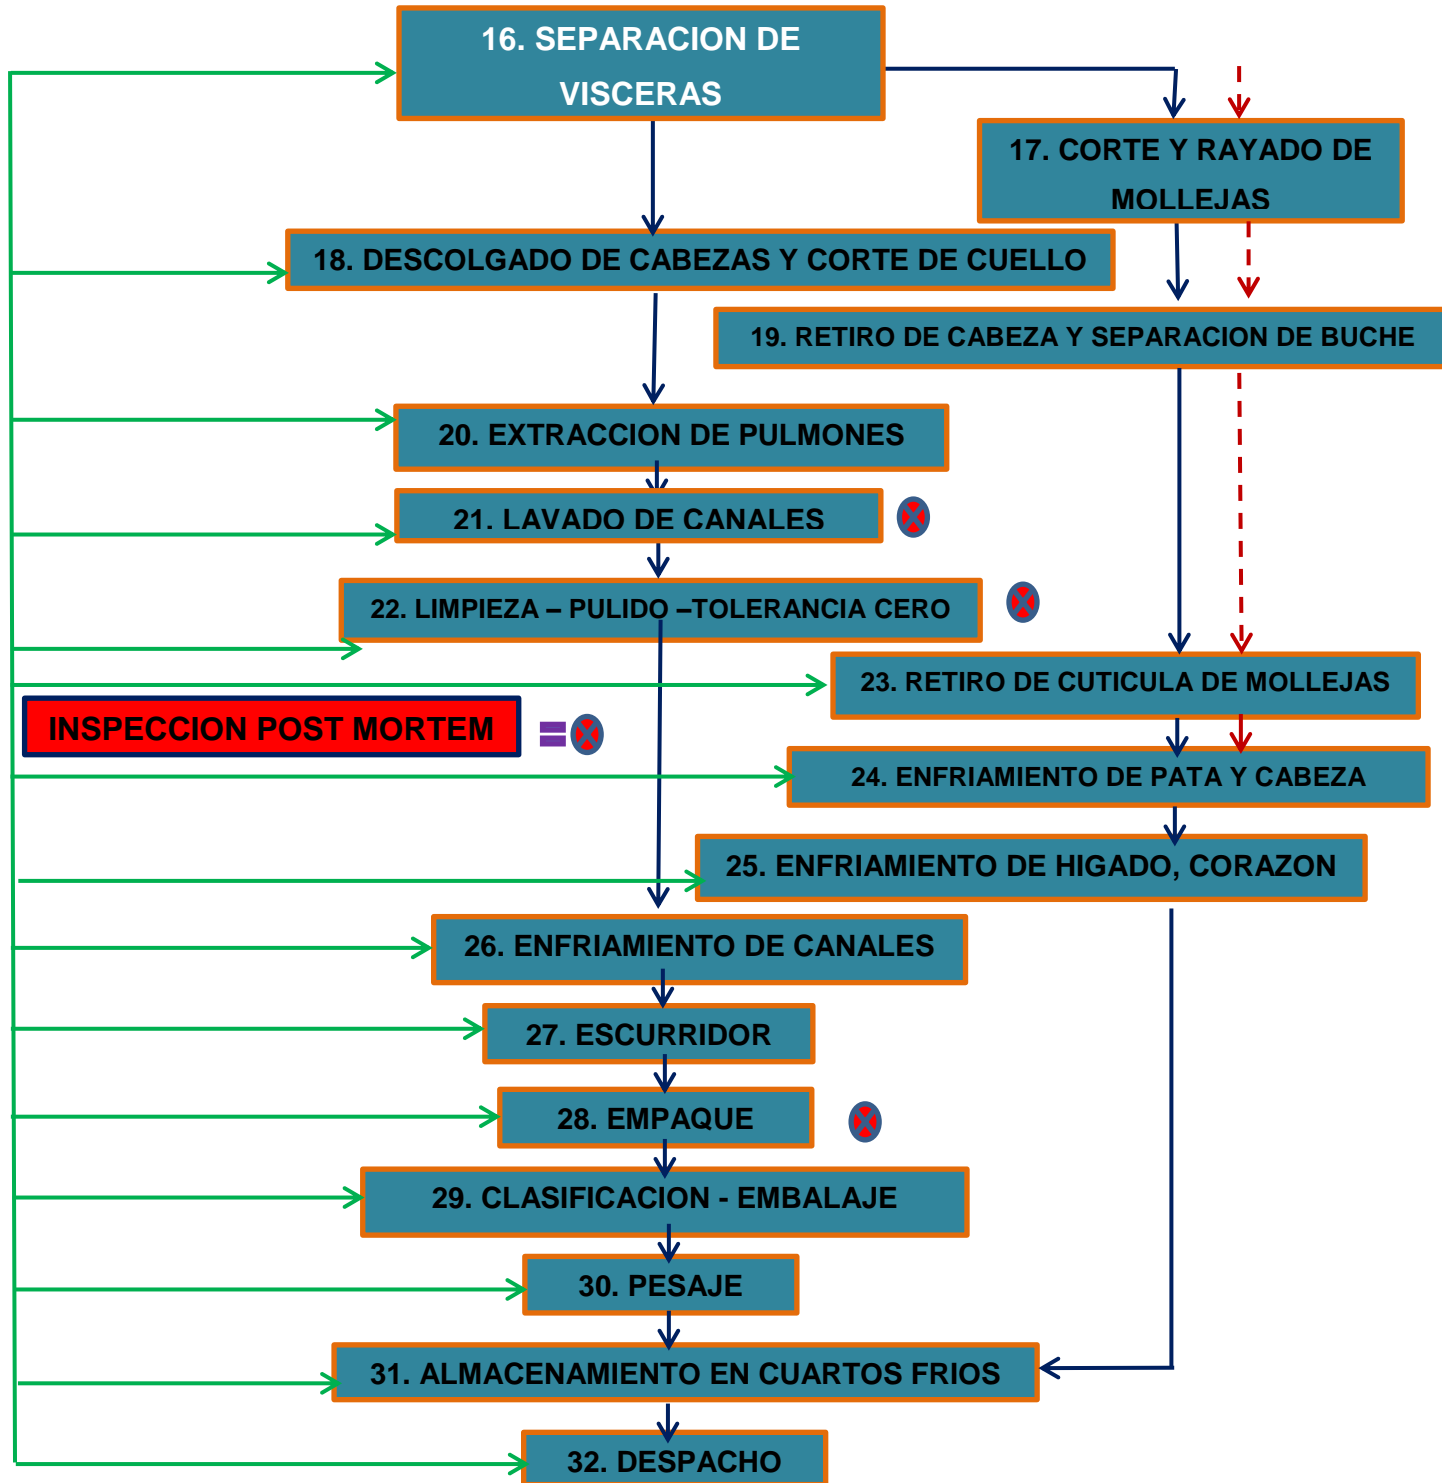 16. SEPARACION DE
VISCERAS
17. CORTE Y RAYADO DE
MOLLEJAS
18. DESCOLGADO DE CABEZAS Y CORTE DE CUELLO
19. RETIRO DE CABEZA Y SEPARACION DE BUCHE
20. EXTRACCION DE PULMONES
21. LAVADO DE CANALES
22. LIMPIEZA – PULIDO –TOLERANCIA CERO
23. RETIRO DE CUTICULA DE MOLLEJAS
INSPECCION POST MORTEM
24. ENFRIAMIENTO DE PATA Y CABEZA
25. ENFRIAMIENTO DE HIGADO, CORAZON
26. ENFRIAMIENTO DE CANALES
27. ESCURRIDOR
28. EMPAQUE
29. CLASIFICACION - EMBALAJE
30. PESAJE
31. ALMACENAMIENTO EN CUARTOS FRIOS
32. DESPACHO